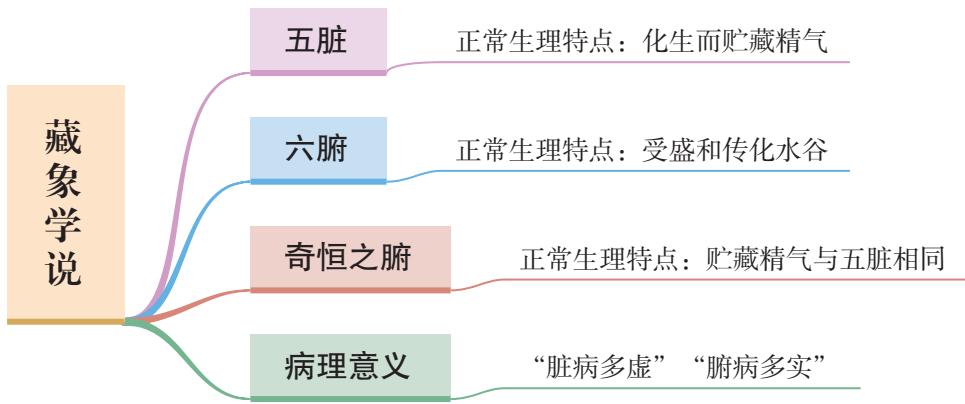 藏象学说
五脏
正常生理特点：化生而贮藏精气
六腑
正常生理特点：受盛和传化水谷
奇恒之腑
正常生理特点：贮藏精气与五脏相同
病理意义
“脏病多虚”“腑病多实”